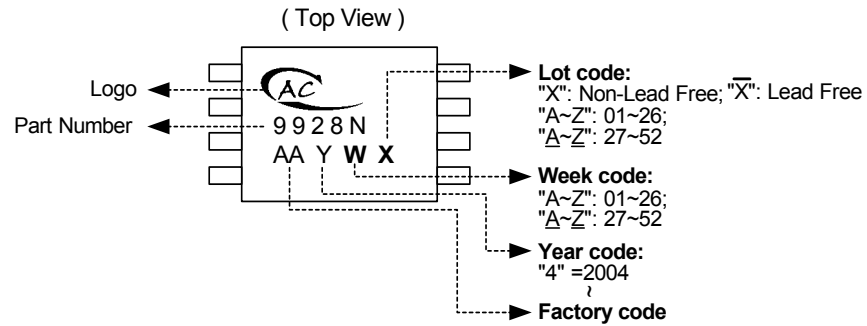 ( Top View )
Logo
AC
Part Number
9928N
AA Y W X
Lot code:
"X": Non-Lead Free; "X̅": Lead Free
"A~Z": 01~26;
"A̲~Z̲": 27~52
Week code:
"A~Z": 01~26;
"A̲~Z̲": 27~52
Year code:
"4" =2004
~
Factory code